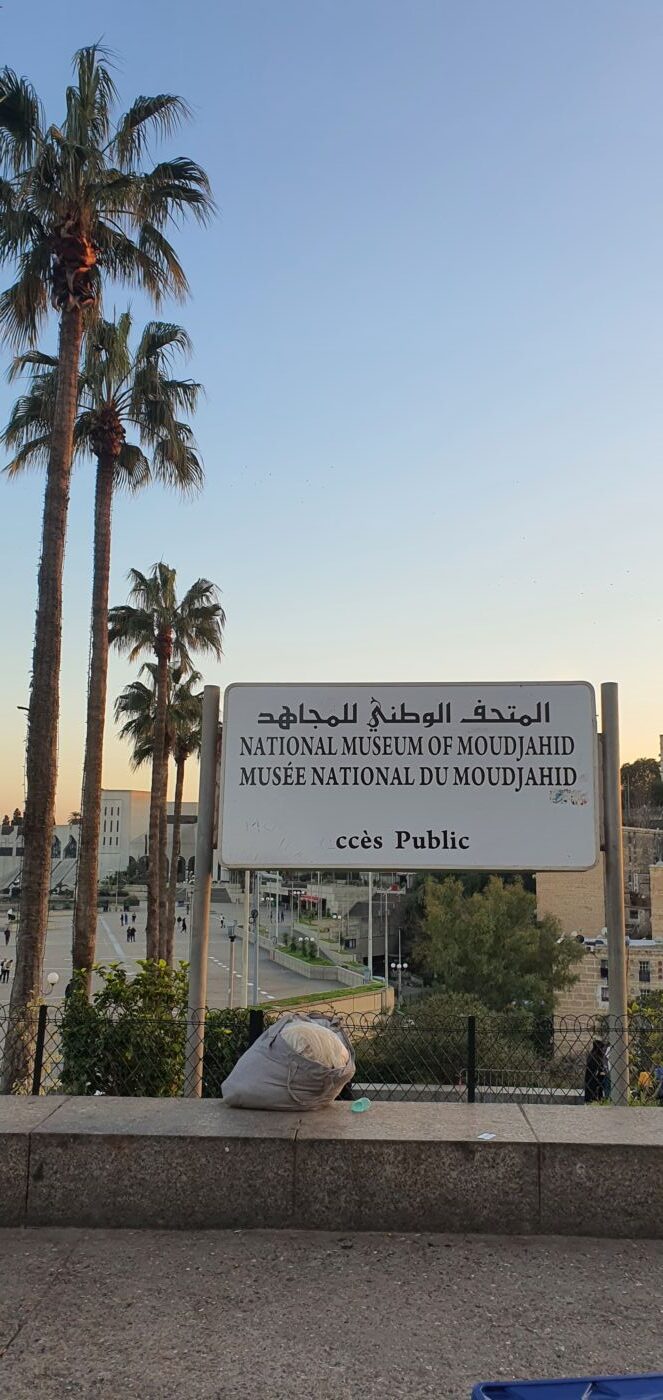 المتحف الوطني للمجاهد
NATIONAL MUSEUM OF MOUDJAHID
MUSÉE NATIONAL DU MOUDJAHID
ccès Public